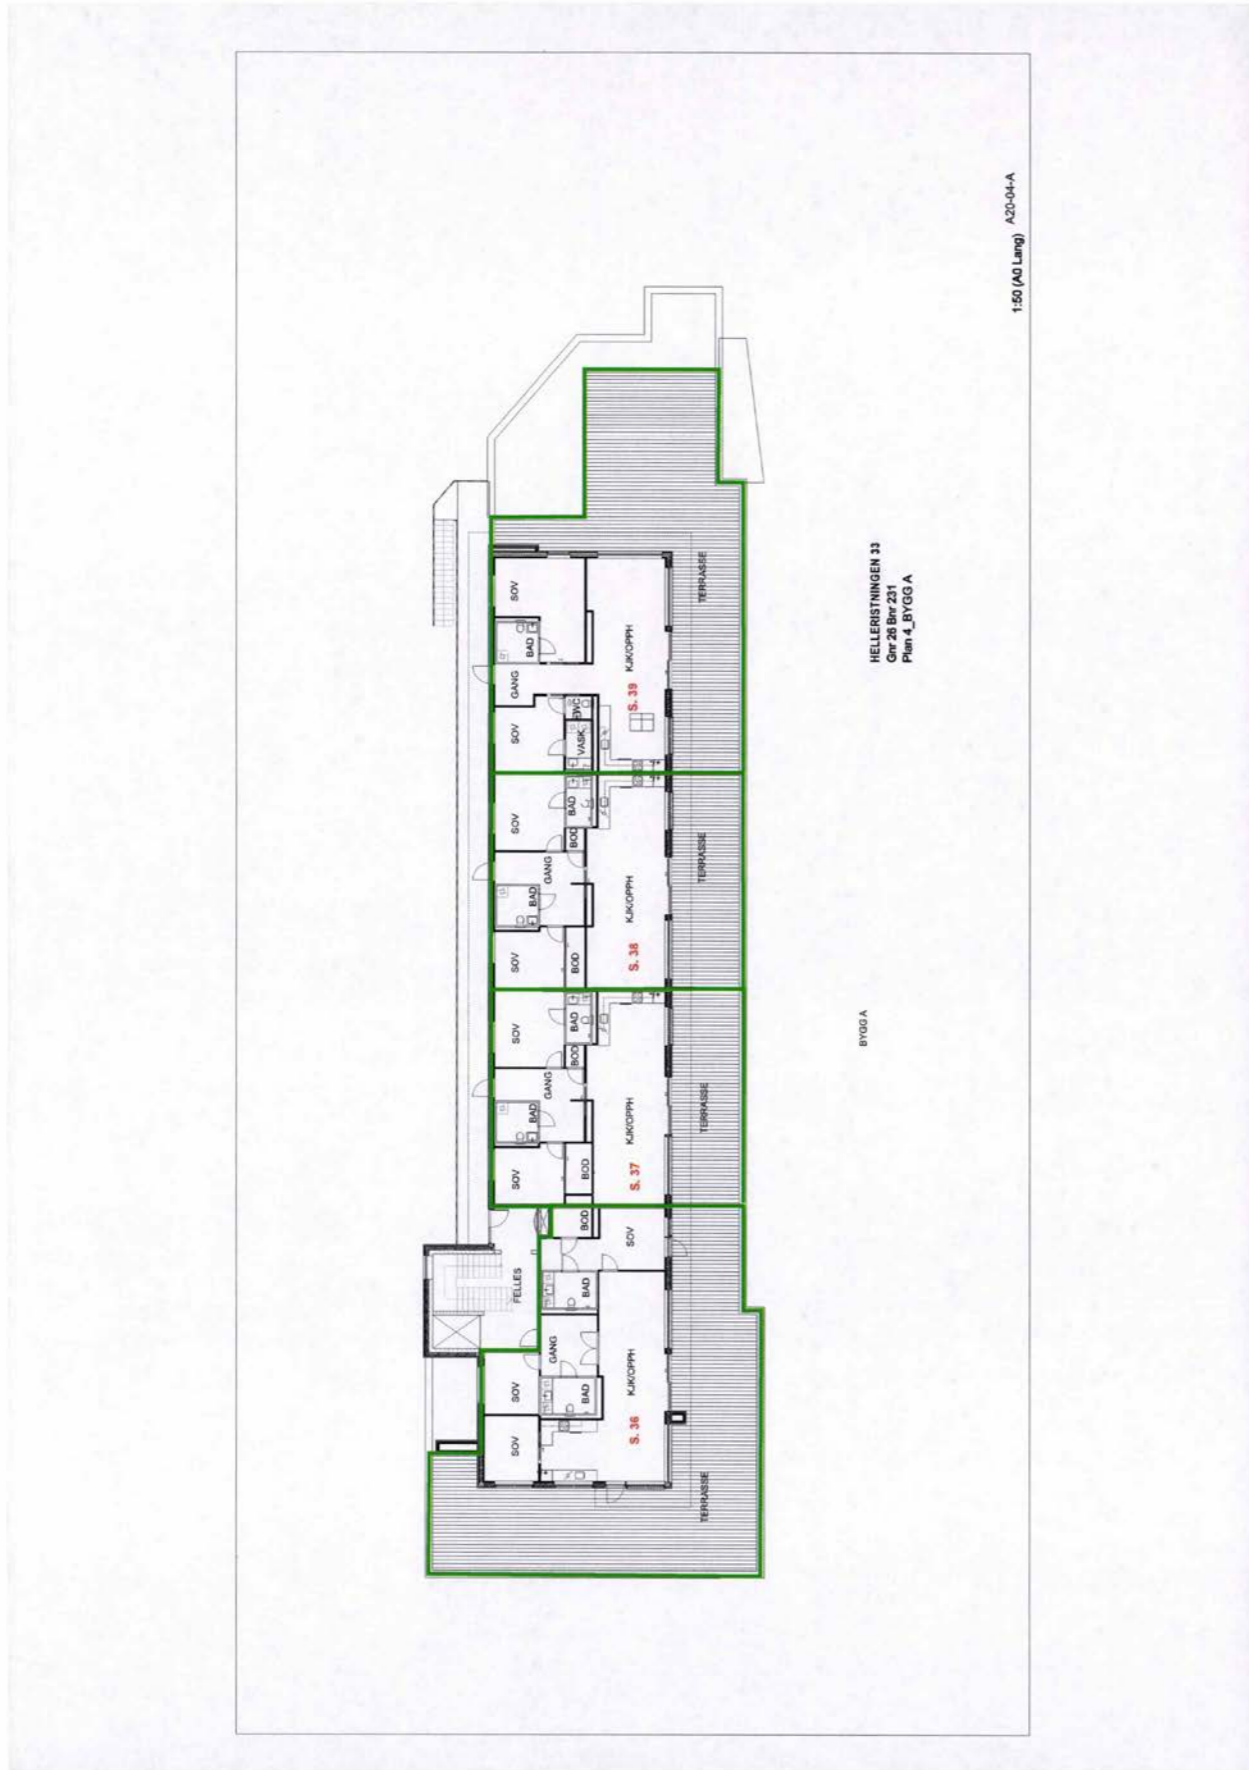 SOV
SOV
FELLES
GANG
BAD
BAD
BOD
SOV
S. 36
KJK/OPPH
TERRASSE
SOV
BAD
GANG
SOV
BOD
BOD
BAD
S. 37
KJK/OPPH
TERRASSE
SOV
BAD
GANG
SOV
BOD
BOD
BAD
S. 38
KJK/OPPH
TERRASSE
SOV
GANG
BAD
SOV
VASK
WC
S. 39
KJK/OPPH
TERRASSE
BYGG A
HELLERISTNINGEN 33
Gnr 26 Bnr 231
Plan 4_BYGG A
1:50 (A0 Lang) A20-04-A